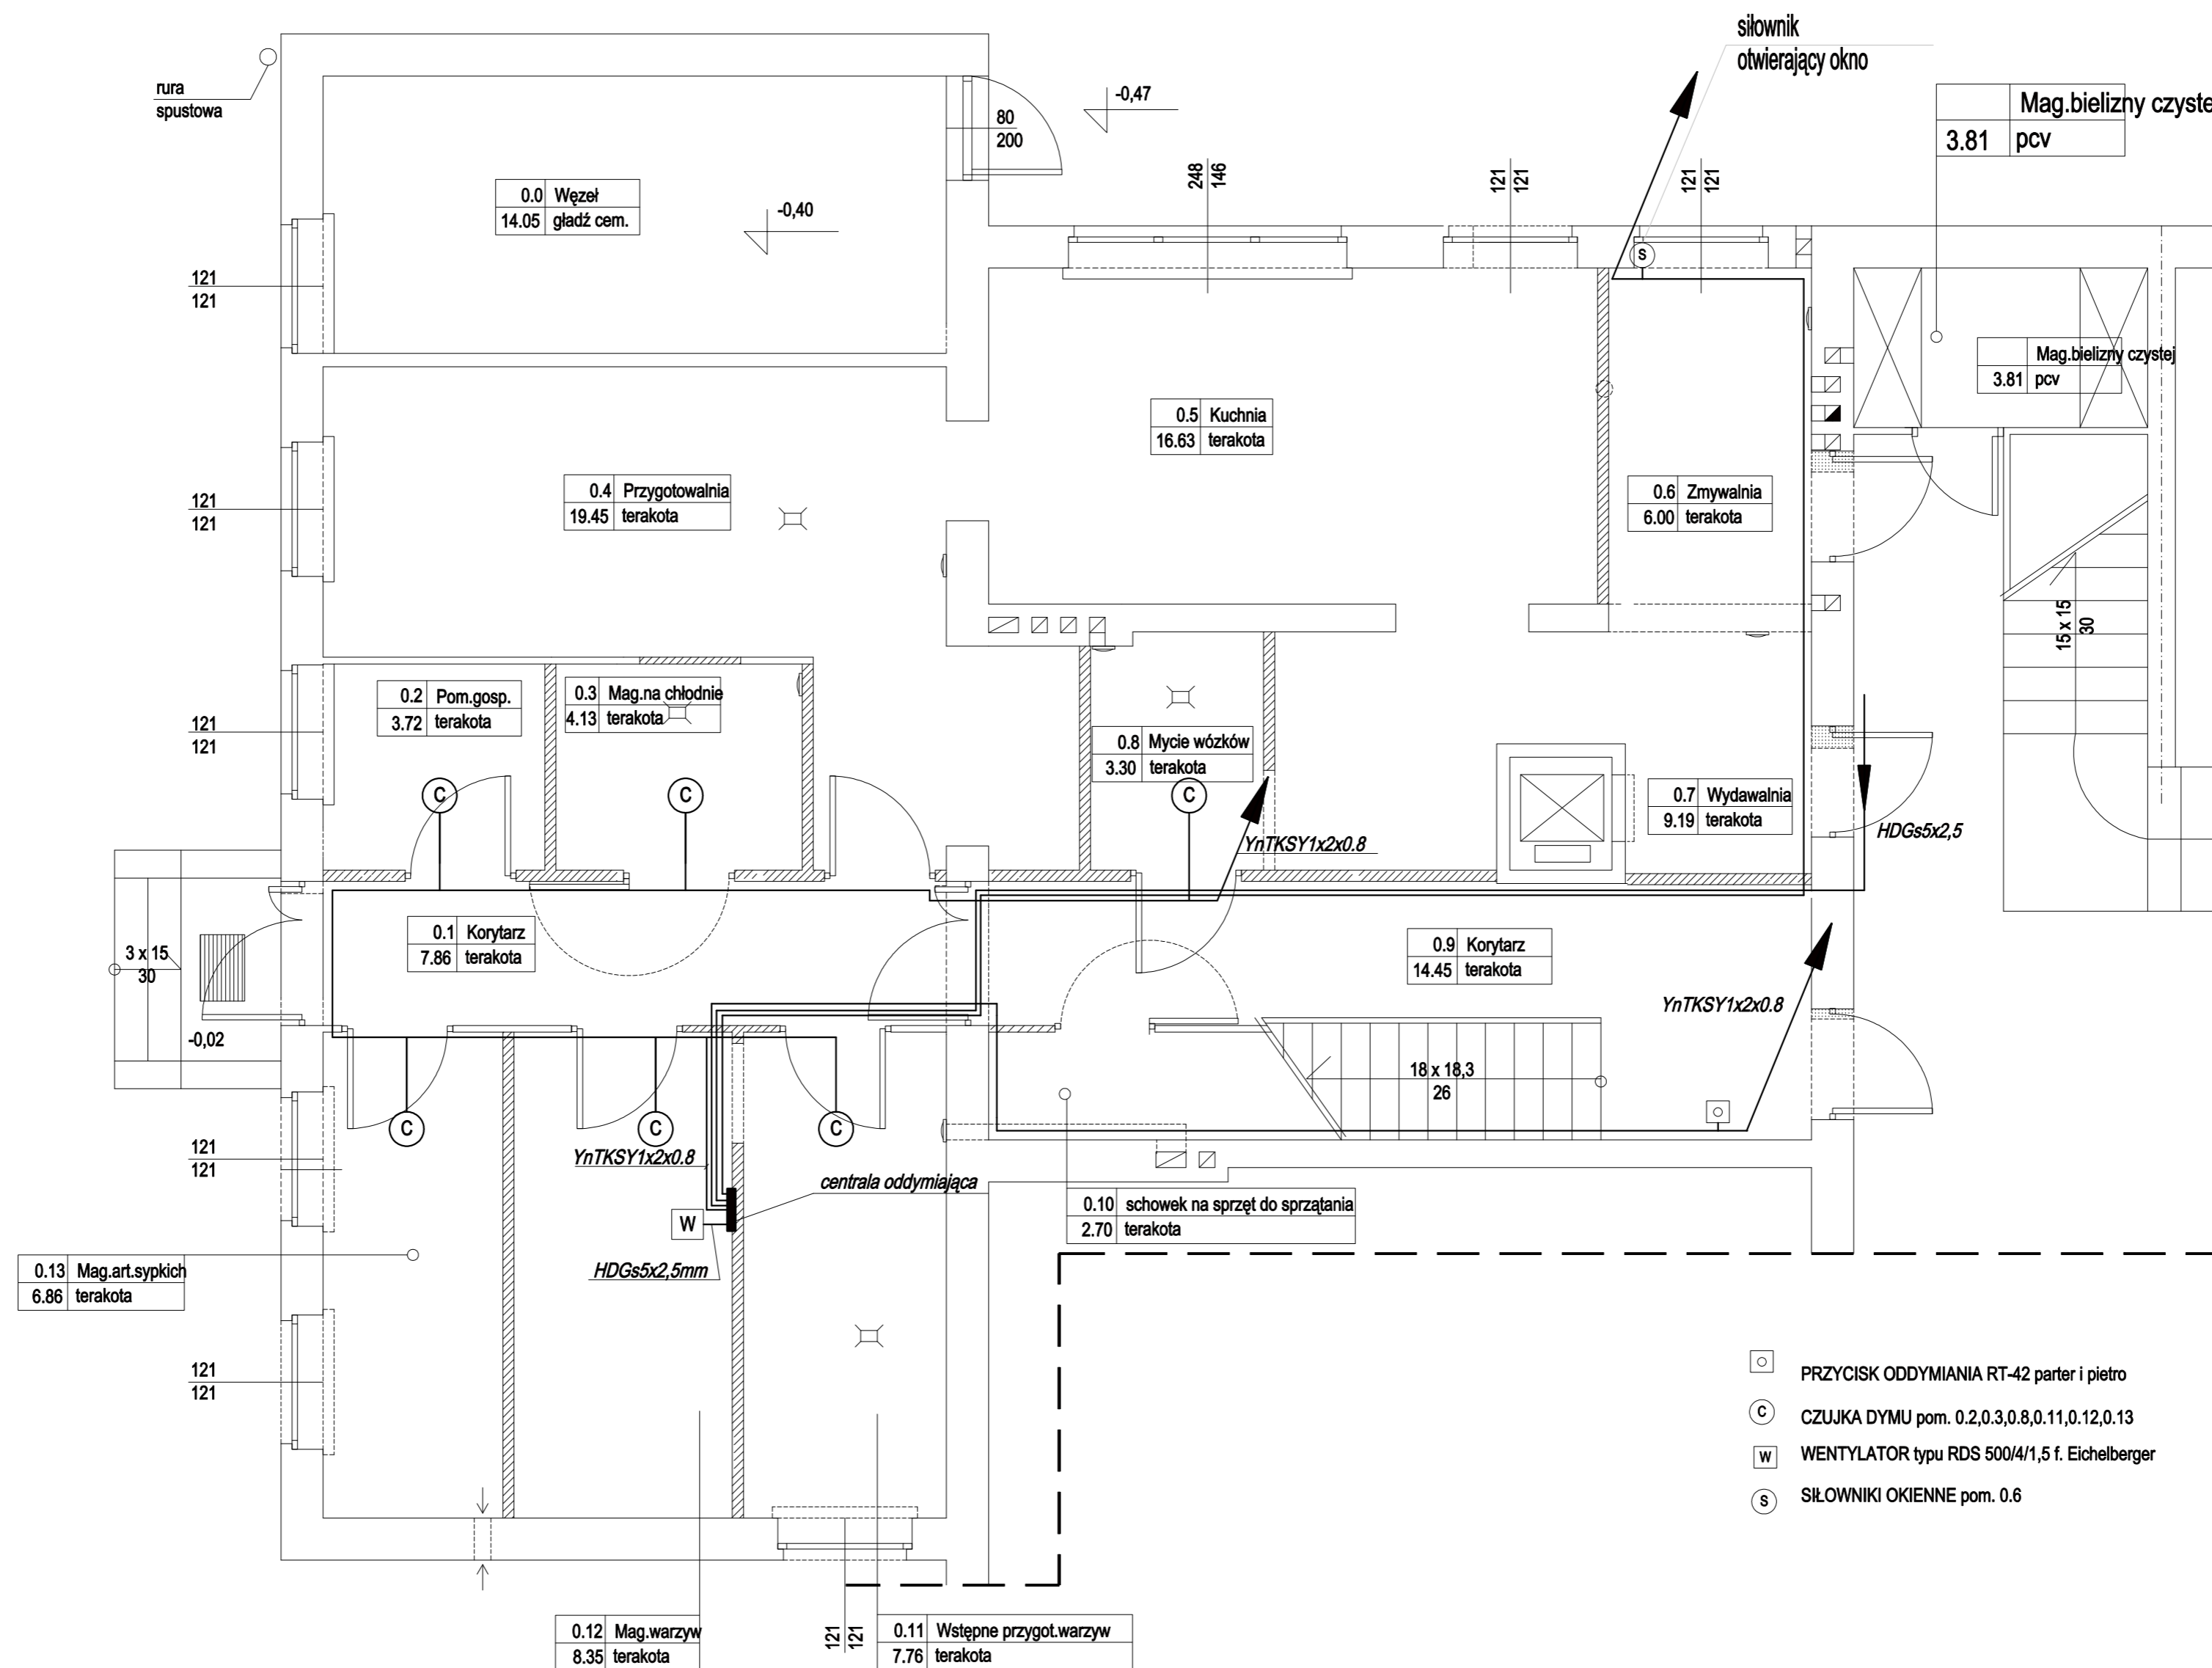 siłownik
otwierający okno
rura
spustowa
80
200
-0,47
Mag.bielizny czyste
3.81 pcv
248
146
121
121
121
121
0.0 Węzeł
14.05 gładź cem.
-0,40
121
121
Mag.bielizny czystej
3.81 pcv
S
0.5 Kuchnia
16.63 terakota
0.4 Przygotowalnia
19.45 terakota
0.6 Zmywalnia
6.00 terakota
121
121
15 x 15
30
0.2 Pom.gosp.
3.72 terakota
0.3 Mag.na chłodnie
4.13 terakota
121
121
0.8 Mycie wózków
3.30 terakota
0.7 Wydawalnia
9.19 terakota
C
C
C
YnTKSY1x2x0.8
HDGs5x2,5
0.1 Korytarz
7.86 terakota
0.9 Korytarz
14.45 terakota
3 x 15
30
YnTKSY1x2x0.8
-0,02
18 x 18,3
26
C
C
C
121
121
YnTKSY1x2x0.8
centrala oddymiająca
W
0.10 schowek na sprzęt do sprzątania
2.70 terakota
HDGs5x2,5mm
0.13 Mag.art.sypkich
6.86 terakota
121
121
PRZYCISK ODDYMIANIA RT-42 parter i pietro
C CZUJKA DYMU pom. 0.2,0.3,0.8,0.11,0.12,0.13
W WENTYLATOR typu RDS 500/4/1,5 f. Eichelberger
S SIŁOWNIKI OKIENNE pom. 0.6
0.12 Mag.warzyw
8.35 terakota
121
121
0.11 Wstępne przygot.warzyw
7.76 terakota